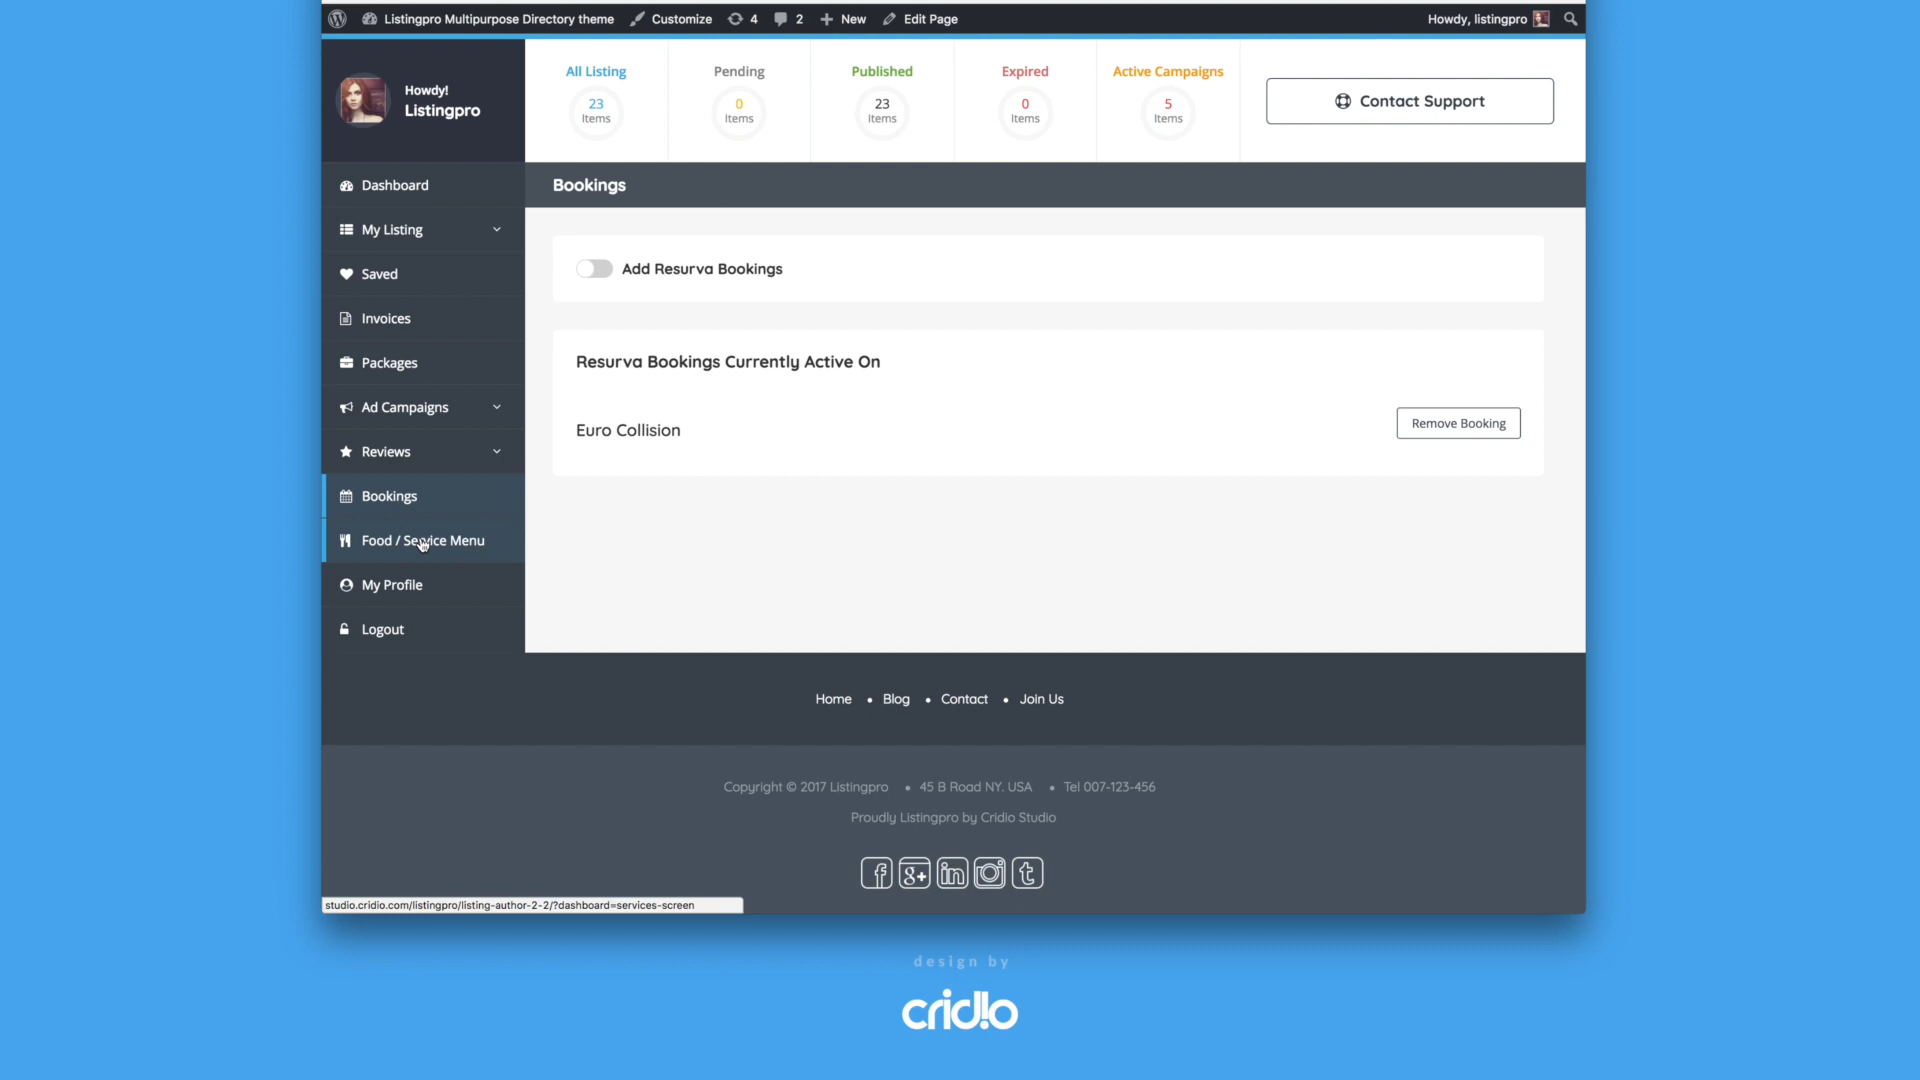 Listingpro Multipurpose Directory theme Customize 4 2 New Edit Page Howdy, listingpro
Howdy!
Listingpro
All Listing
23
Items
Pending
0
Items
Published
23
Items
Expired
0
Items
Active Campaigns
5
Items
Contact Support
Dashboard
My Listing
Saved
Invoices
Packages
Ad Campaigns
Reviews
Bookings
Food / Service Menu
My Profile
Logout
Bookings
Add Resurva Bookings
Resurva Bookings Currently Active On
Euro Collision
Remove Booking
Home • Blog • Contact • Join Us
Copyright © 2017 Listingpro • 45 B Road NY. USA • Tel 007-123-456
Proudly Listingpro by Cridio Studio
studio.cridio.com/listingpro/listing-author-2-2/?dashboard=services-screen
design by
cridio